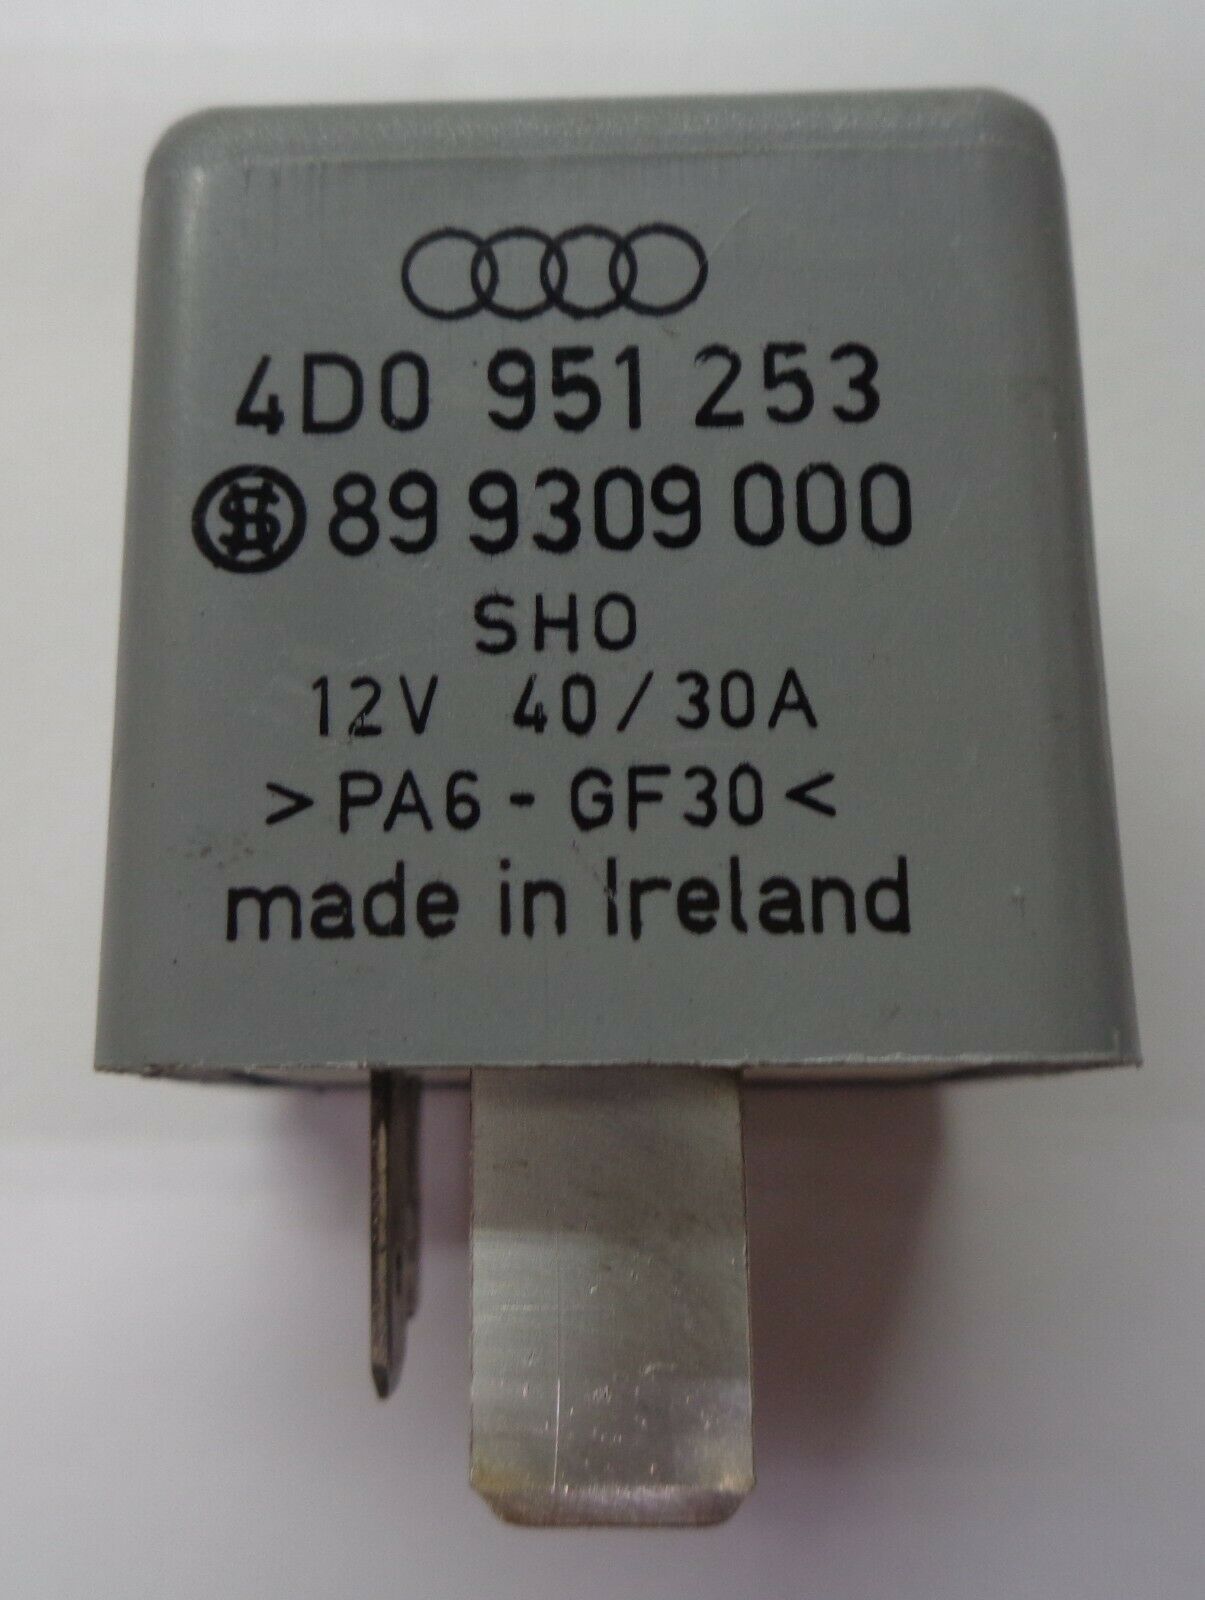 4D0 951 253
89 9309 000
SHO
12V 40/30A
>PA6-GF30<
made in Ireland